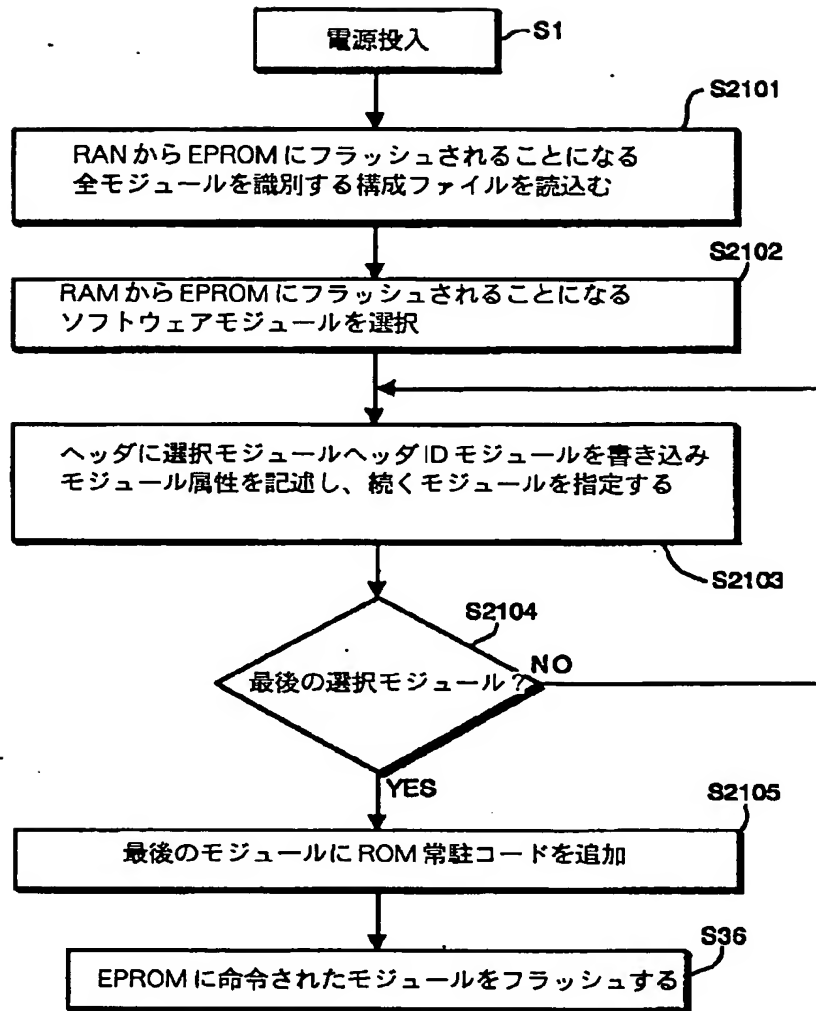 電源投入
S1
S2101
RANからEPROMにフラッシュされることになる
全モジュールを識別する構成ファイルを読込む
S2102
RAMからEPROMにフラッシュされることになる
ソフトウェアモジュールを選択
ヘッダに選択モジュールヘッダIDモジュールを書き込み
モジュール属性を記述し、続くモジュールを指定する
S2103
S2104
最後の選択モジュール?
NO
YES
S2105
最後のモジュールにROM常駐コードを追加
S36
EPROMに命令されたモジュールをフラッシュする